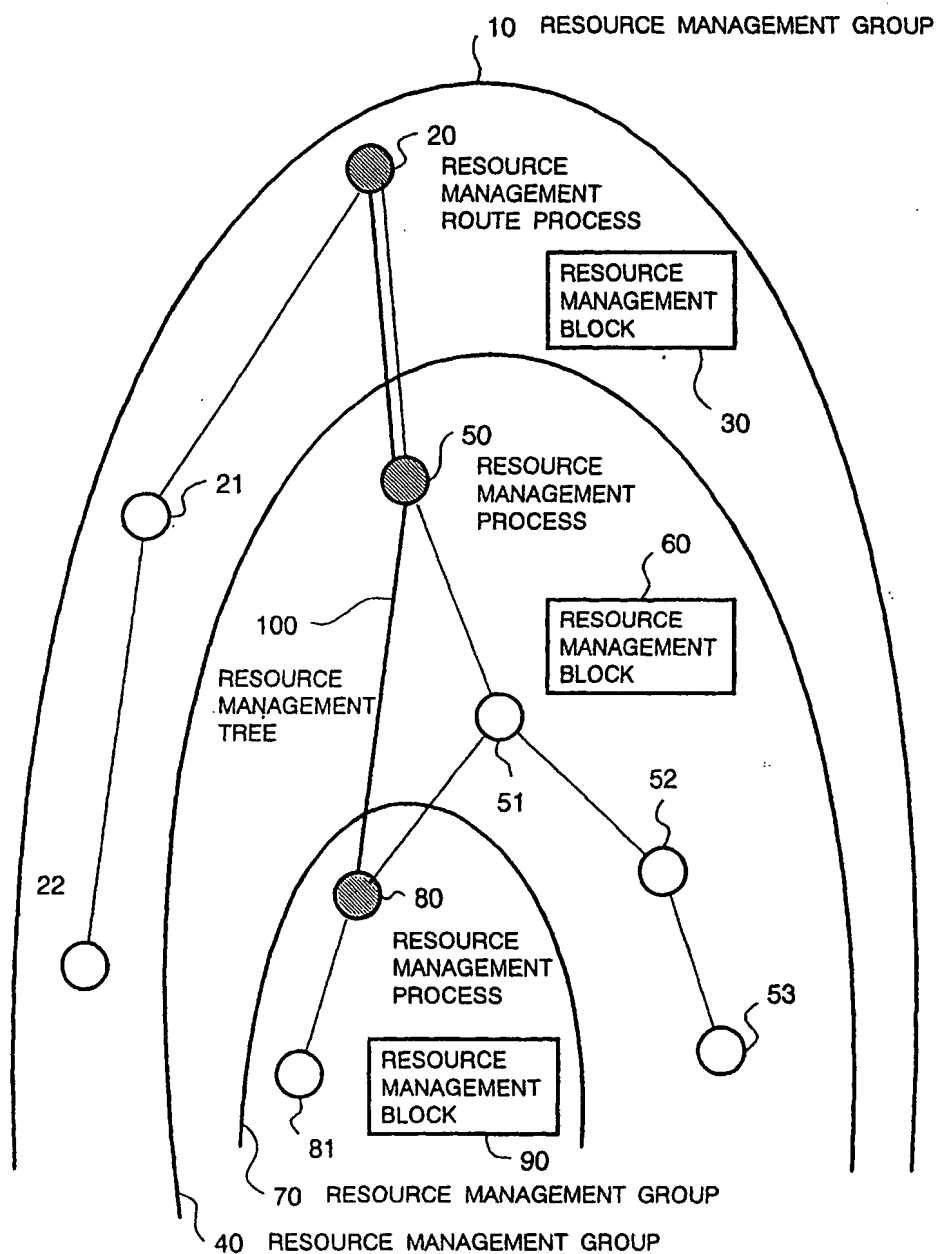 10 RESOURCE MANAGEMENT GROUP
20
RESOURCE
MANAGEMENT
ROUTE PROCESS
RESOURCE
MANAGEMENT
BLOCK
30
50
RESOURCE
MANAGEMENT
PROCESS
21
60
RESOURCE
MANAGEMENT
BLOCK
100
RESOURCE
MANAGEMENT
TREE
51
52
22
80
RESOURCE
MANAGEMENT
PROCESS
53
RESOURCE
MANAGEMENT
BLOCK
81
90
70 RESOURCE MANAGEMENT GROUP
40 RESOURCE MANAGEMENT GROUP